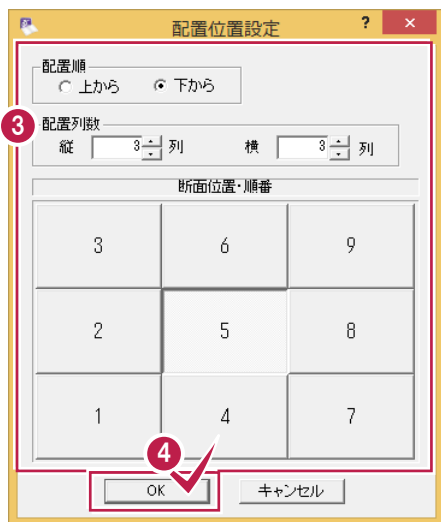 配置位置設定 ? ×
配置順
上から 下から
3
配置列数
縦 3 列 横 3 列
断面位置・順番
3 6 9
2 5 8
1 4 7
4
OK キャンセル